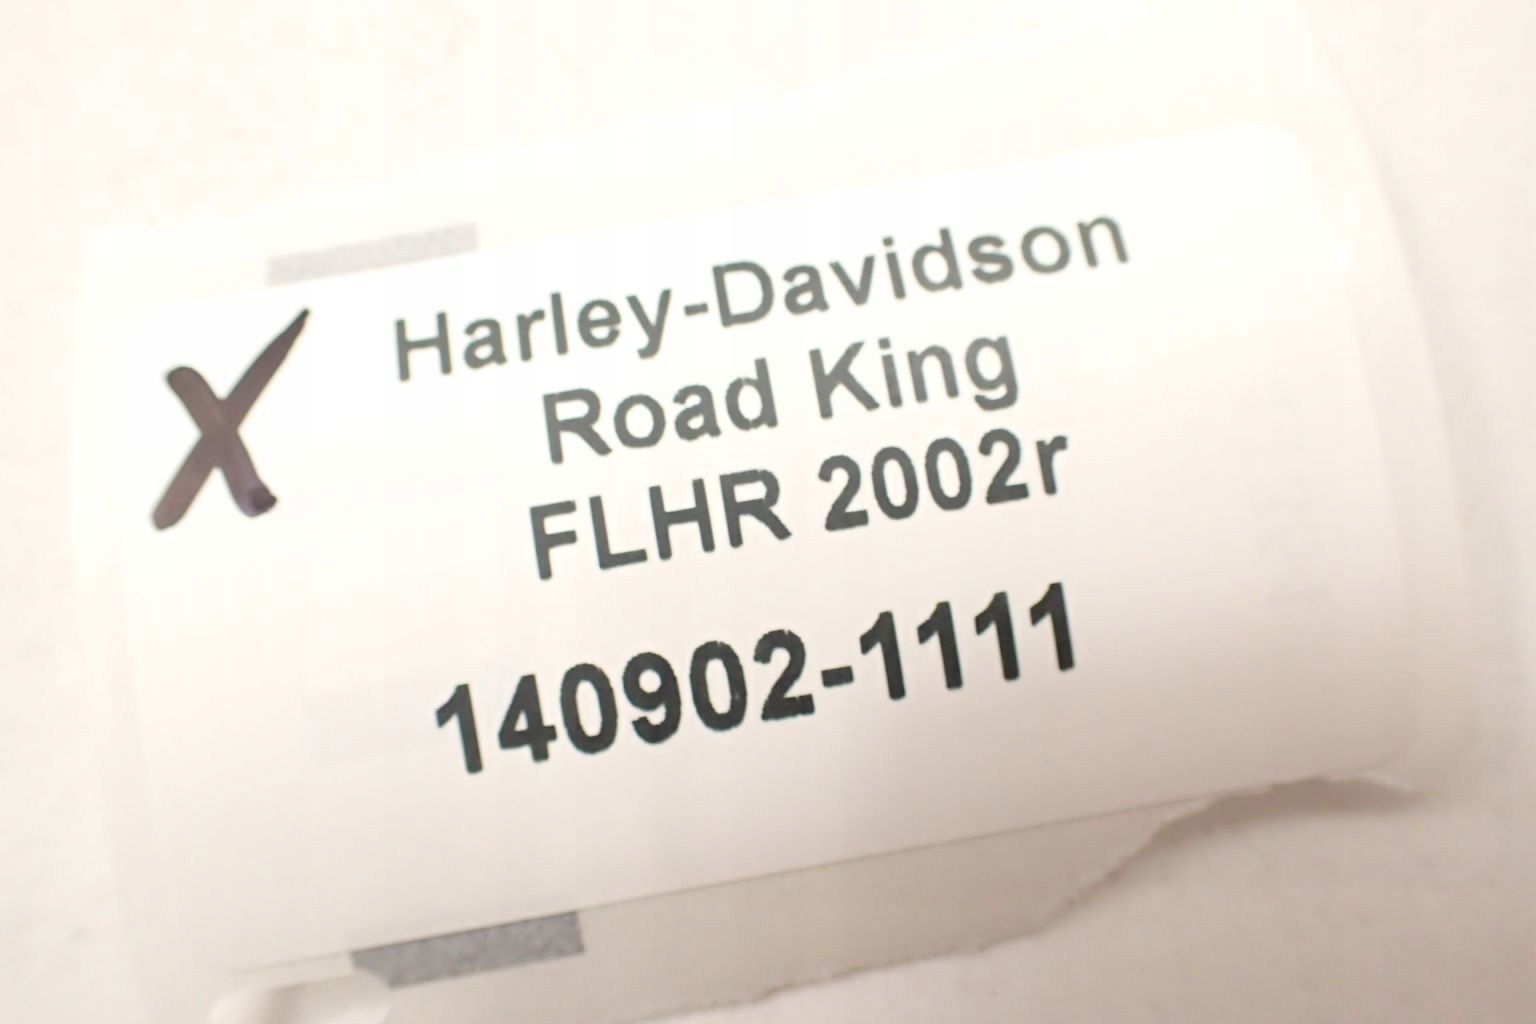 X
Harley-Davidson
Road King
FLHR 2002r
140902-1111